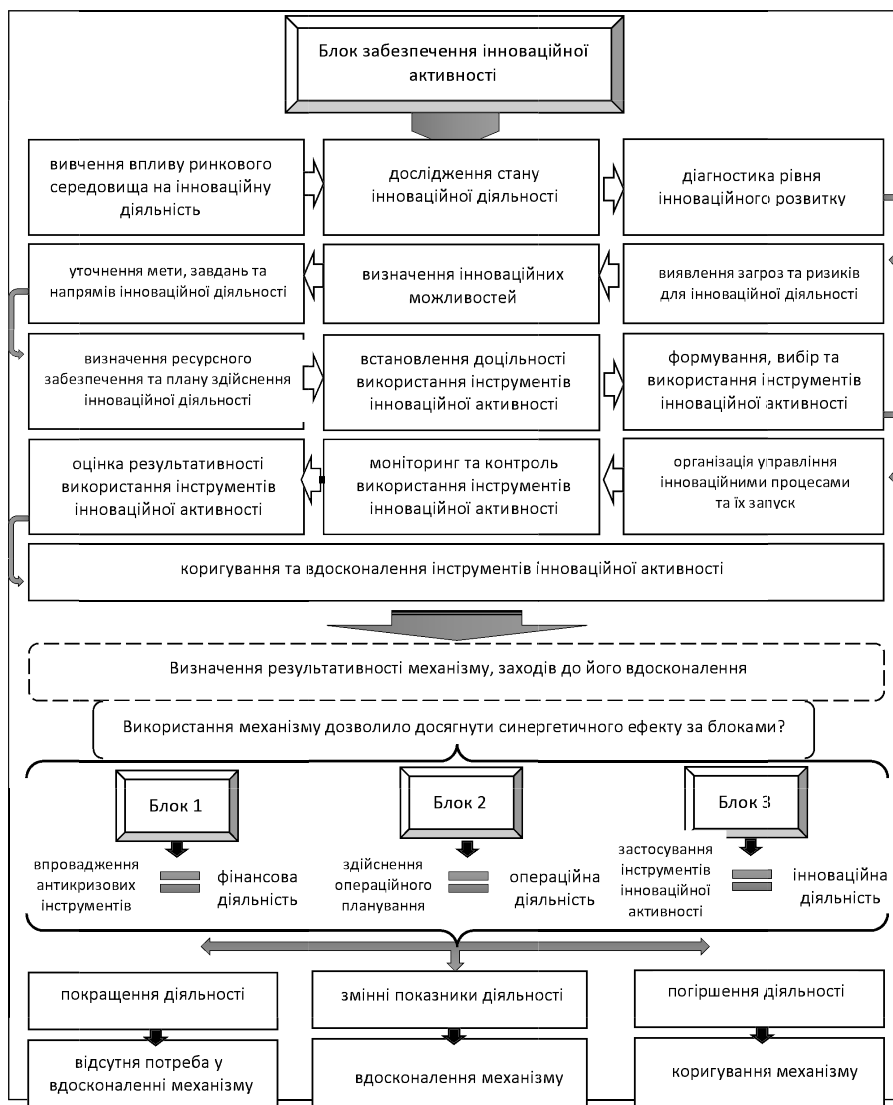 Блок забезпечення інноваційної
активності
вивчення впливу ринкового
середовища на інноваційну
діяльність
дослідження стану
інноваційної діяльності
діагностика рівня
інноваційного розвитку
уточнення мети, завдань та
напрямів інноваційної діяльності
визначення інноваційних
можливостей
виявлення загроз та ризиків
для інноваційної діяльності
визначення ресурсного
забезпечення та плану здійснення
інноваційної діяльності
встановлення доцільності
використання інструментів
інноваційної активності
формування, вибір та
використання інструментів
інноваційної активності
оцінка результативності
використання інструментів
інноваційної активності
моніторинг та контроль
використання інструментів
інноваційної активності
організація управління
інноваційними процесами
та їх запуск
коригування та вдосконалення інструментів інноваційної активності
Визначення результативності механізму, заходів до його вдосконалення
Використання механізму дозволило досягнути синергетичного ефекту за блоками?
Блок 1
Блок 2
Блок 3
впровадження
антикризових
інструментів
фінансова
діяльність
здійснення
операційного
планування
операційна
діяльність
застосування
інструментів
інноваційної
активності
інноваційна
діяльність
покращення діяльності
змінні показники діяльності
погіршення діяльності
відсутня потреба у
вдосконаленні механізму
вдосконалення механізму
коригування механізму